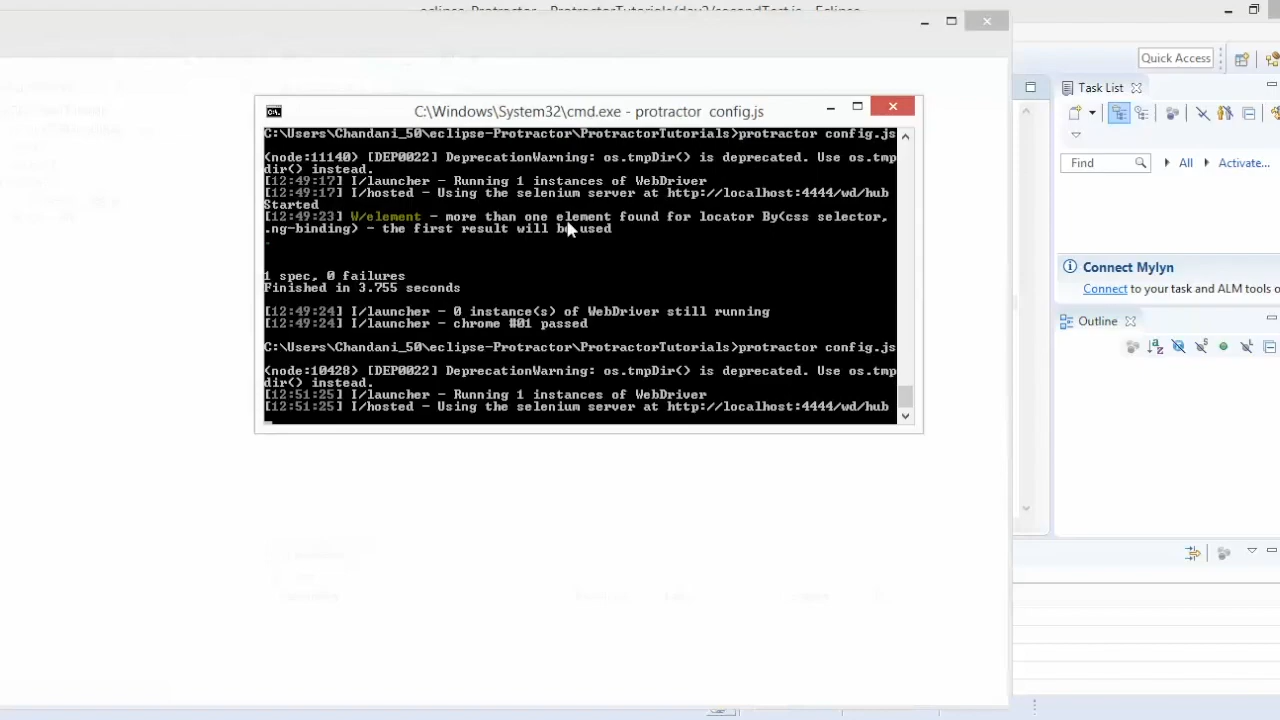 eclipse-Protractor - ProtractorTutorials/day2/secondTest.js - Eclipse
Quick Access
Task List
Find
All
Activate...
C:\Windows\System32\cmd.exe - protractor config.js
C:\Users\Chandani_50\eclipse-Protractor\ProtractorTutorials>protractor config.js
(node:11140) [DEP0022] DeprecationWarning: os.tmpDir() is deprecated. Use os.tmp
dir() instead.
[12:49:17] I/launcher - Running 1 instances of WebDriver
[12:49:17] I/hosted - Using the selenium server at http://localhost:4444/wd/hub
Started
[12:49:23] W/element - more than one element found for locator By(css selector,
.ng-binding) - the first result will be used
.
1 spec, 0 failures
Finished in 3.755 seconds
[12:49:24] I/launcher - 0 instance(s) of WebDriver still running
[12:49:24] I/launcher - chrome #01 passed
C:\Users\Chandani_50\eclipse-Protractor\ProtractorTutorials>protractor config.js
(node:10428) [DEP0022] DeprecationWarning: os.tmpDir() is deprecated. Use os.tmp
dir() instead.
[12:51:25] I/launcher - Running 1 instances of WebDriver
[12:51:25] I/hosted - Using the selenium server at http://localhost:4444/wd/hub
Connect Mylyn
Connect to your task and ALM tools o
Outline